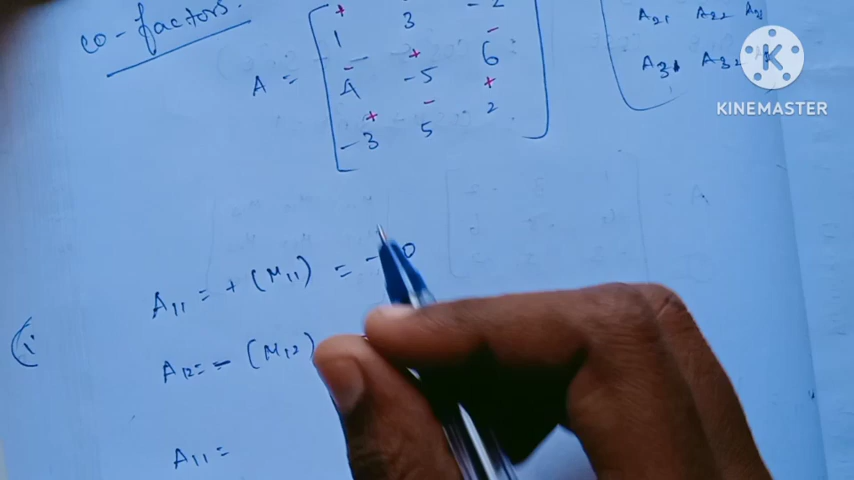 co-factors.
A = [ 1 3 -2
4 -5 6
-3 5 2 ]
A21 A22 A23
A31 A32
KINEMASTER
A11 = + (M11) =
(i
A12 = - (M12)
A11 =